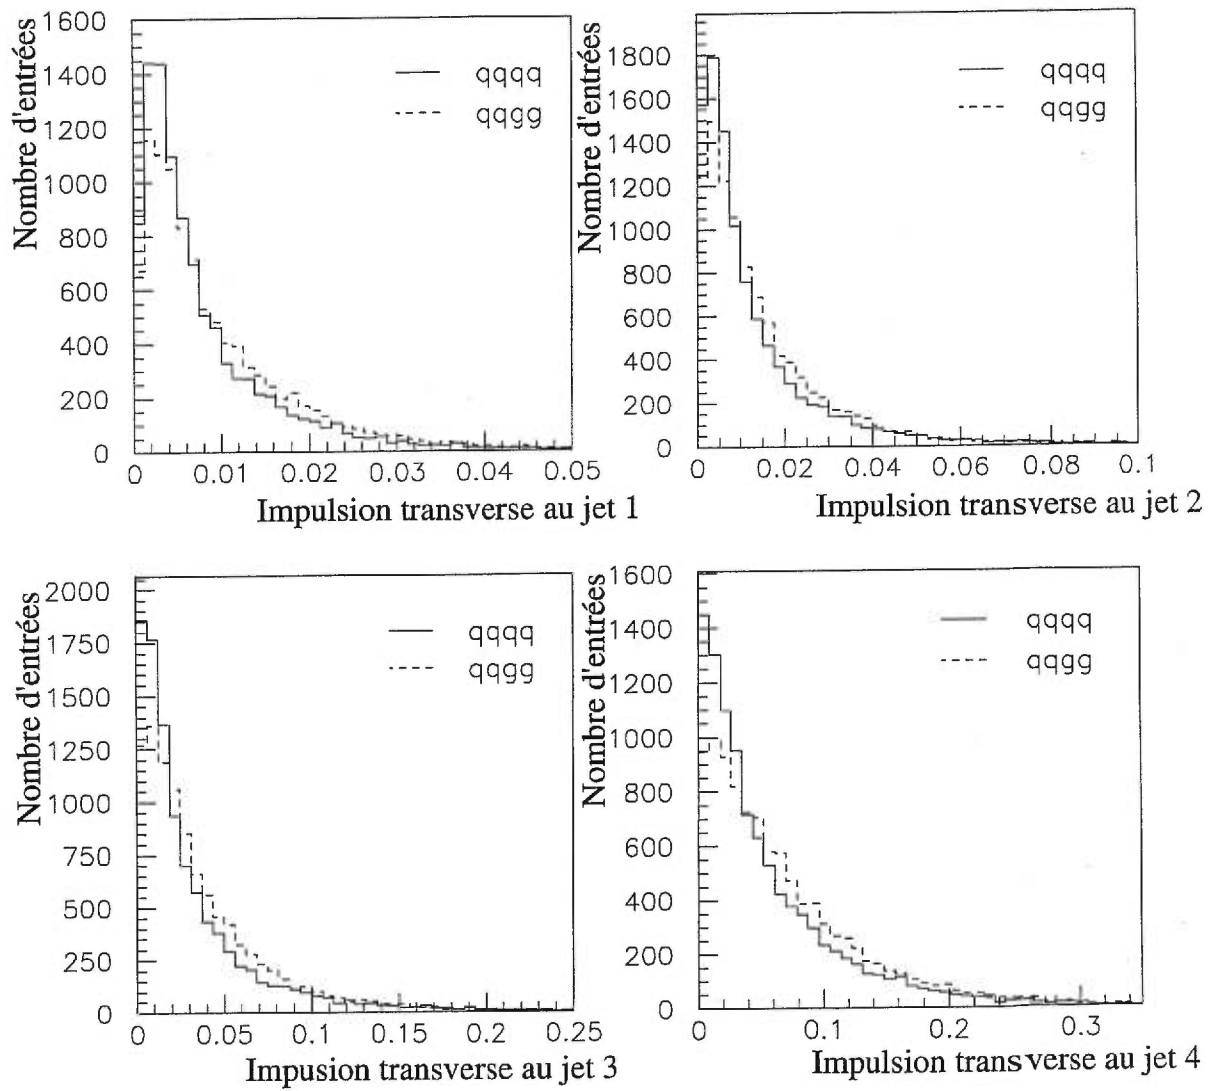 Nombre d'entrées
1600
1400
1200
1000
800
600
400
200
0
qqqq
qqgg
0 0.01 0.02 0.03 0.04 0.05
Impulsion transverse au jet 1
Nombre d'entrées
1800
1600
1400
1200
1000
800
600
400
200
0
qqqq
qqgg
0 0.02 0.04 0.06 0.08 0.1
Impulsion transverse au jet 2
Nombre d'entrées
2000
1750
1500
1250
1000
750
500
250
0
qqqq
qqgg
0 0.05 0.1 0.15 0.2 0.25
Impusion transverse au jet 3
Nombre d'entrées
1600
1400
1200
1000
800
600
400
200
0
qqqq
qqgg
0 0.1 0.2 0.3
Impulsion transverse au jet 4